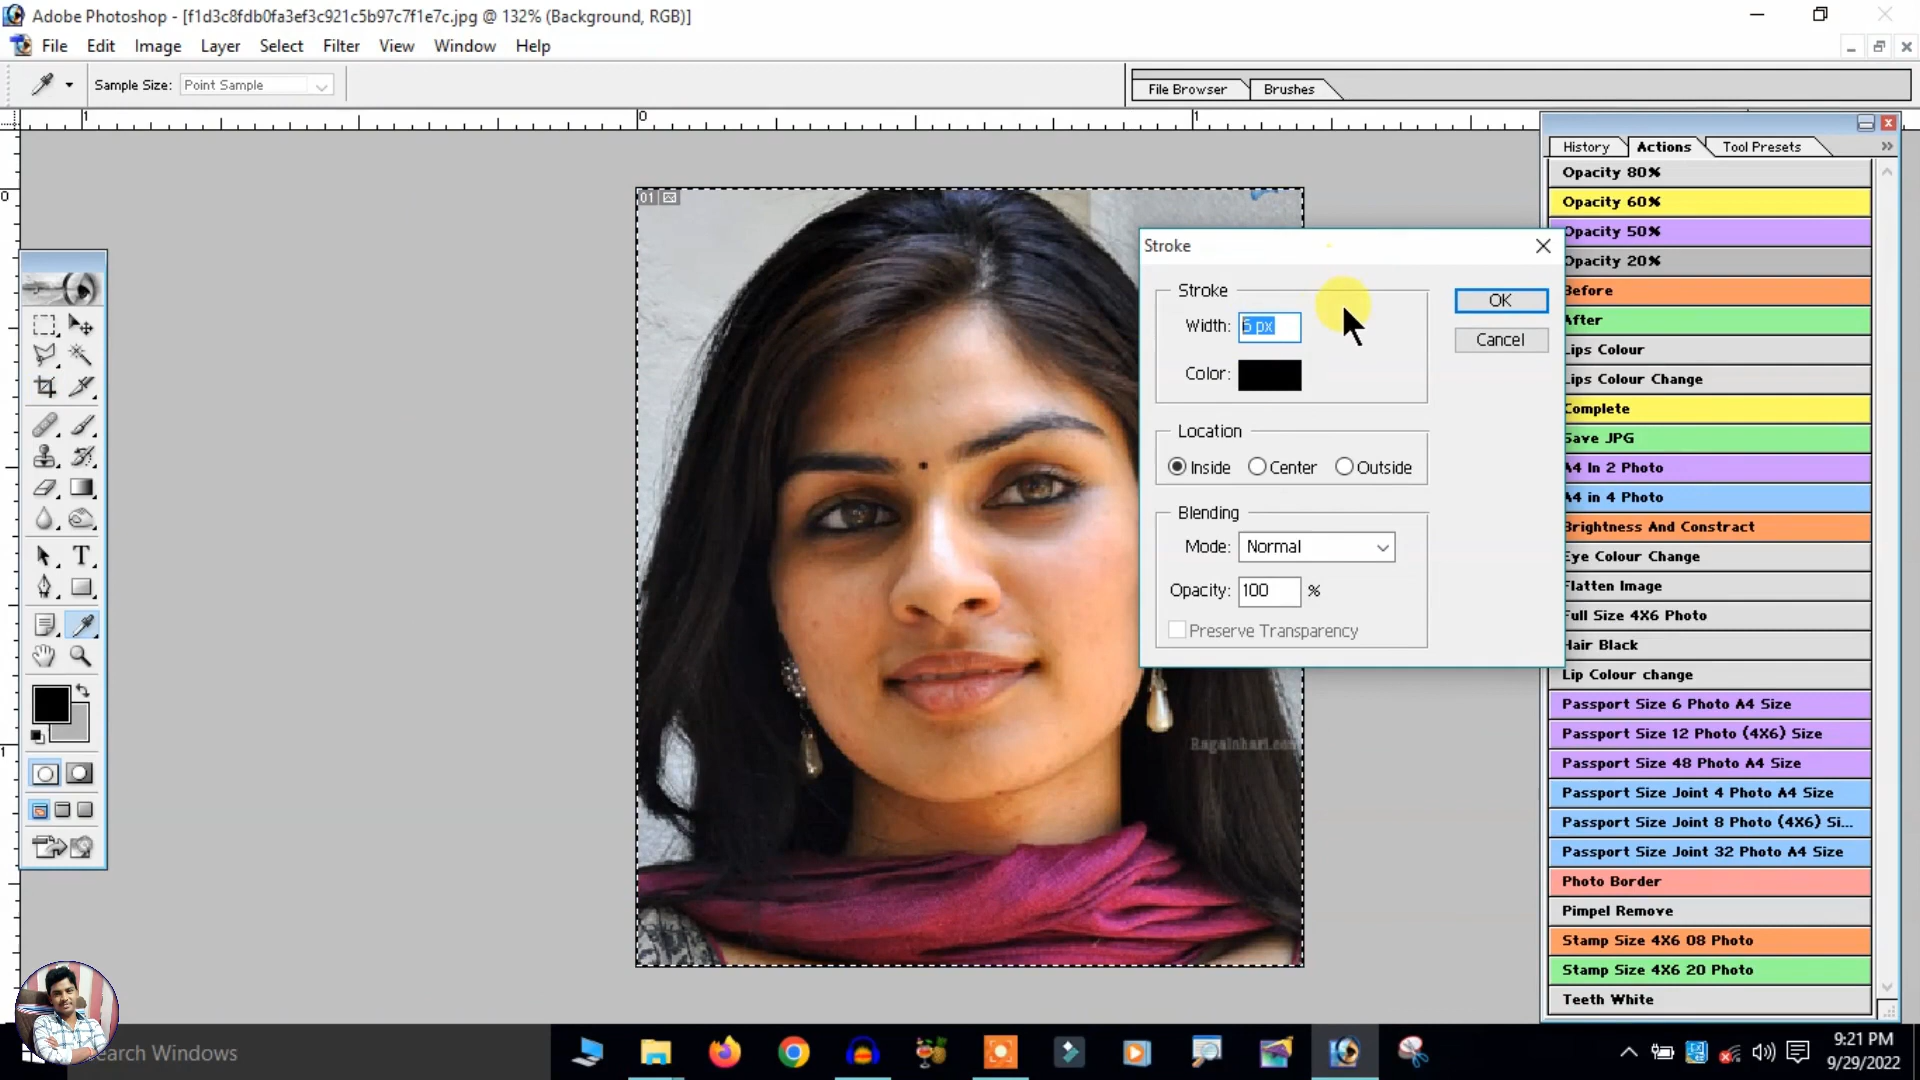 Adobe Photoshop - [f1d3c8fdb0fa3ef3c921c5b97c7f1e7c.jpg @ 132% (Background, RGB)]
File Edit Image Layer Select Filter View Window Help
Sample Size: Point Sample
File Browser Brushes
1 0 1
0
1
History Actions Tool Presets
Opacity 80%
Opacity 60%
Opacity 50%
Opacity 20%
Before
After
Lips Colour
Lips Colour Change
Complete
Save JPG
A4 In 2 Photo
A4 in 4 Photo
Brightness And Constract
Eye Colour Change
Flatten Image
Full Size 4X6 Photo
Hair Black
Lip Colour change
Passport Size 6 Photo A4 Size
Passport Size 12 Photo (4X6) Size
Passport Size 48 Photo A4 Size
Passport Size Joint 4 Photo A4 Size
Passport Size Joint 8 Photo (4X6) Si...
Passport Size Joint 32 Photo A4 Size
Photo Border
Pimpel Remove
Stamp Size 4X6 08 Photo
Stamp Size 4X6 20 Photo
Teeth White
01
Stroke
Stroke
Width: 6 px
Color:
OK
Cancel
Location
Inside Center Outside
Blending
Mode: Normal
Opacity: 100 %
Preserve Transparency
T
earch Windows
9:21 PM
9/29/2022